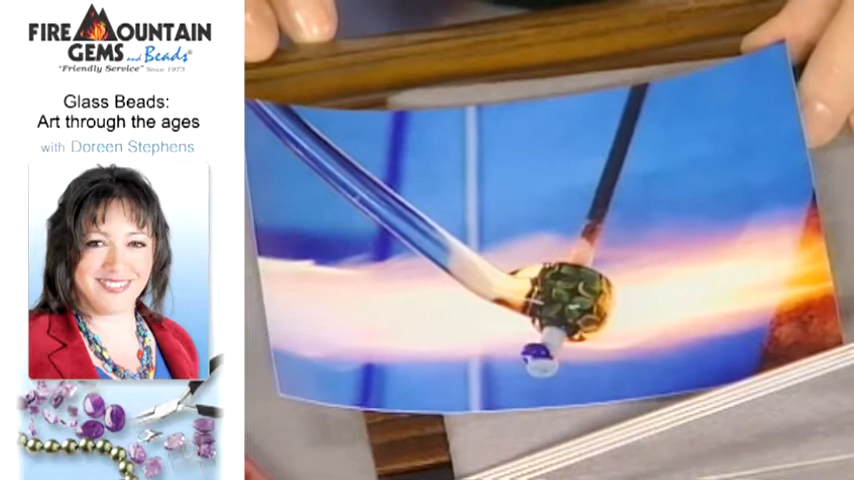 FIRE MOUNTAIN
GEMS and Beads®
"Friendly Service" Since 1973
Glass Beads:
Art through the ages
with Doreen Stephens